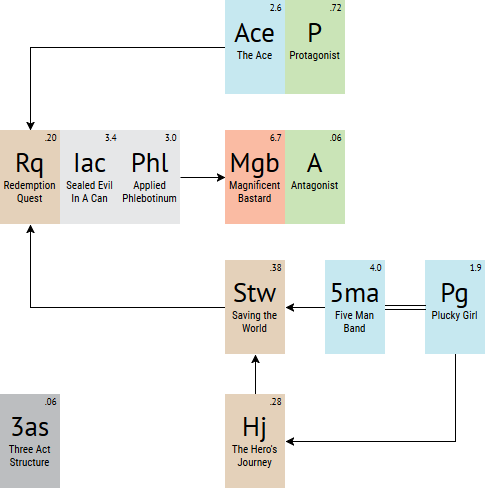 2.6
Ace
The Ace
.72
P
Protagonist
.20
Rq
Redemption
Quest
3.4
Iac
Sealed Evil
In A Can
3.0
Phl
Applied
Phlebotinum
6.7
Mgb
Magnificent
Bastard
.06
A
Antagonist
.38
Stw
Saving the
World
4.0
5ma
Five Man
Band
1.9
Pg
Plucky Girl
.06
3as
Three Act
Structure
.28
Hj
The Hero's
Journey